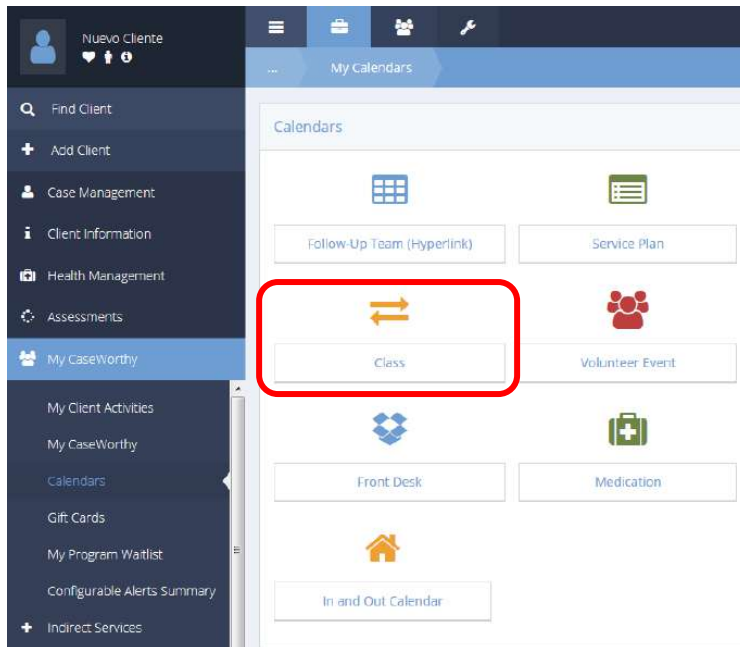 Nuevo Cliente
Find Client
Add Client
Case Management
Client Information
Health Management
Assessments
My CaseWorthy
My Client Activities
My CaseWorthy
Calendars
Gift Cards
My Program Waitlist
Configurable Alerts Summary
Indirect Services
... My Calendars
Calendars
Follow-Up Team (Hyperlink) Service Plan
Class Volunteer Event
Front Desk Medication
In and Out Calendar